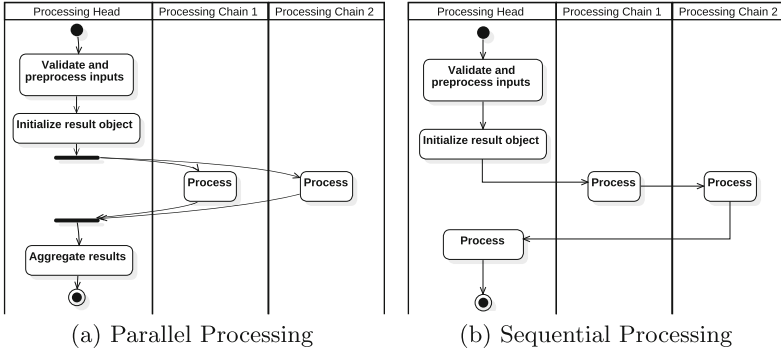 Processing Head
Processing Chain 1
Processing Chain 2
Validate and
preprocess inputs
Initialize result object
Process
Process
Aggregate results
(a) Parallel Processing
Processing Head
Processing Chain 1
Processing Chain 2
Validate and
preprocess inputs
Initialize result object
Process
Process
Process
(b) Sequential Processing